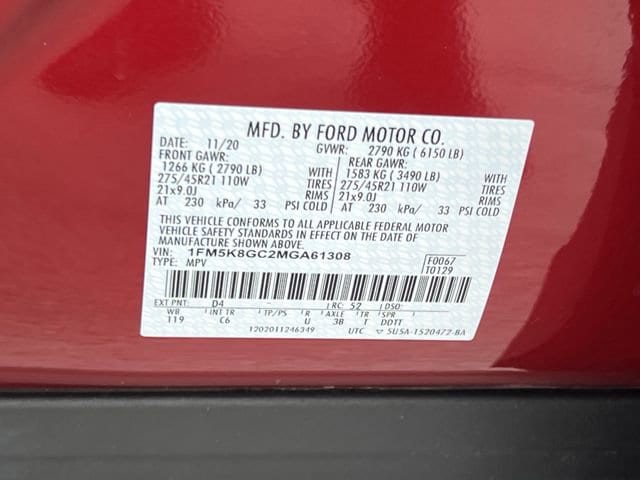 MFD. BY FORD MOTOR CO.
DATE: 11/20 GVWR: 2790 KG ( 6150 LB)
FRONT GAWR: REAR GAWR:
1266 KG ( 2790 LB) WITH 1583 KG ( 3490 LB) WITH
275/45R21 110W TIRES 275/45R21 110W TIRES
21x9.0J RIMS 21x9.0J RIMS
AT 230 kPa/ 33 PSI COLD AT 230 kPa/ 33 PSI COLD
THIS VEHICLE CONFORMS TO ALL APPLICABLE FEDERAL MOTOR
VEHICLE SAFETY STANDARDS IN EFFECT ON THE DATE OF
MANUFACTURE SHOWN ABOVE.
VIN: 1FM5K8GC2MGA61308 F0067
TYPE: MPV T0129
EXT PNT: D4 - RC: 52 DSO:
WB INT TR TP/PS R AXLE TR SPR
119 C6 U 3B T DDTT
1202011246349 UTC ▽ 5U5A-1520472-BA